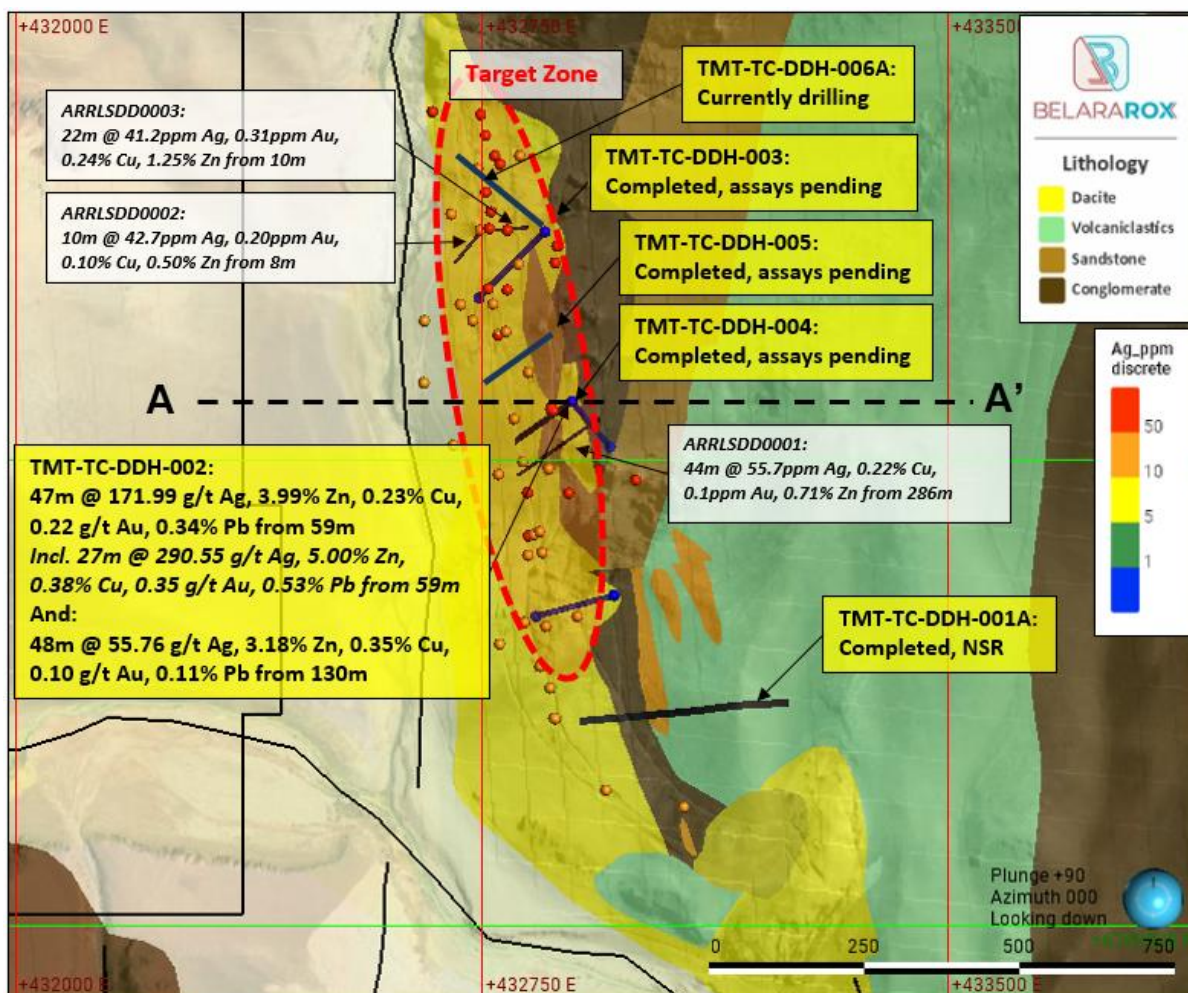 +432000 E
+432750 E
+433500
BELARAROX
Lithology
Dacite
Volcaniclastics
Sandstone
Conglomerate
Ag_ppm
discrete
50
10
5
1
Target Zone
TMT-TC-DDH-006A:
Currently drilling
ARRLSDD0003:
22m @ 41.2ppm Ag, 0.31ppm Au,
0.24% Cu, 1.25% Zn from 10m
TMT-TC-DDH-003:
Completed, assays pending
ARRLSDD0002:
10m @ 42.7ppm Ag, 0.20ppm Au,
0.10% Cu, 0.50% Zn from 8m
TMT-TC-DDH-005:
Completed, assays pending
TMT-TC-DDH-004:
Completed, assays pending
A
A'
ARRLSDD0001:
44m @ 55.7ppm Ag, 0.22% Cu,
0.1ppm Au, 0.71% Zn from 286m
TMT-TC-DDH-002:
47m @ 171.99 g/t Ag, 3.99% Zn, 0.23% Cu,
0.22 g/t Au, 0.34% Pb from 59m
Incl. 27m @ 290.55 g/t Ag, 5.00% Zn,
0.38% Cu, 0.35 g/t Au, 0.53% Pb from 59m
And:
48m @ 55.76 g/t Ag, 3.18% Zn, 0.35% Cu,
0.10 g/t Au, 0.11% Pb from 130m
TMT-TC-DDH-001A:
Completed, NSR
Plunge +90
Azimuth 000
Looking down
0
250
500
750
+432000 E
+432750 E
+433500 E